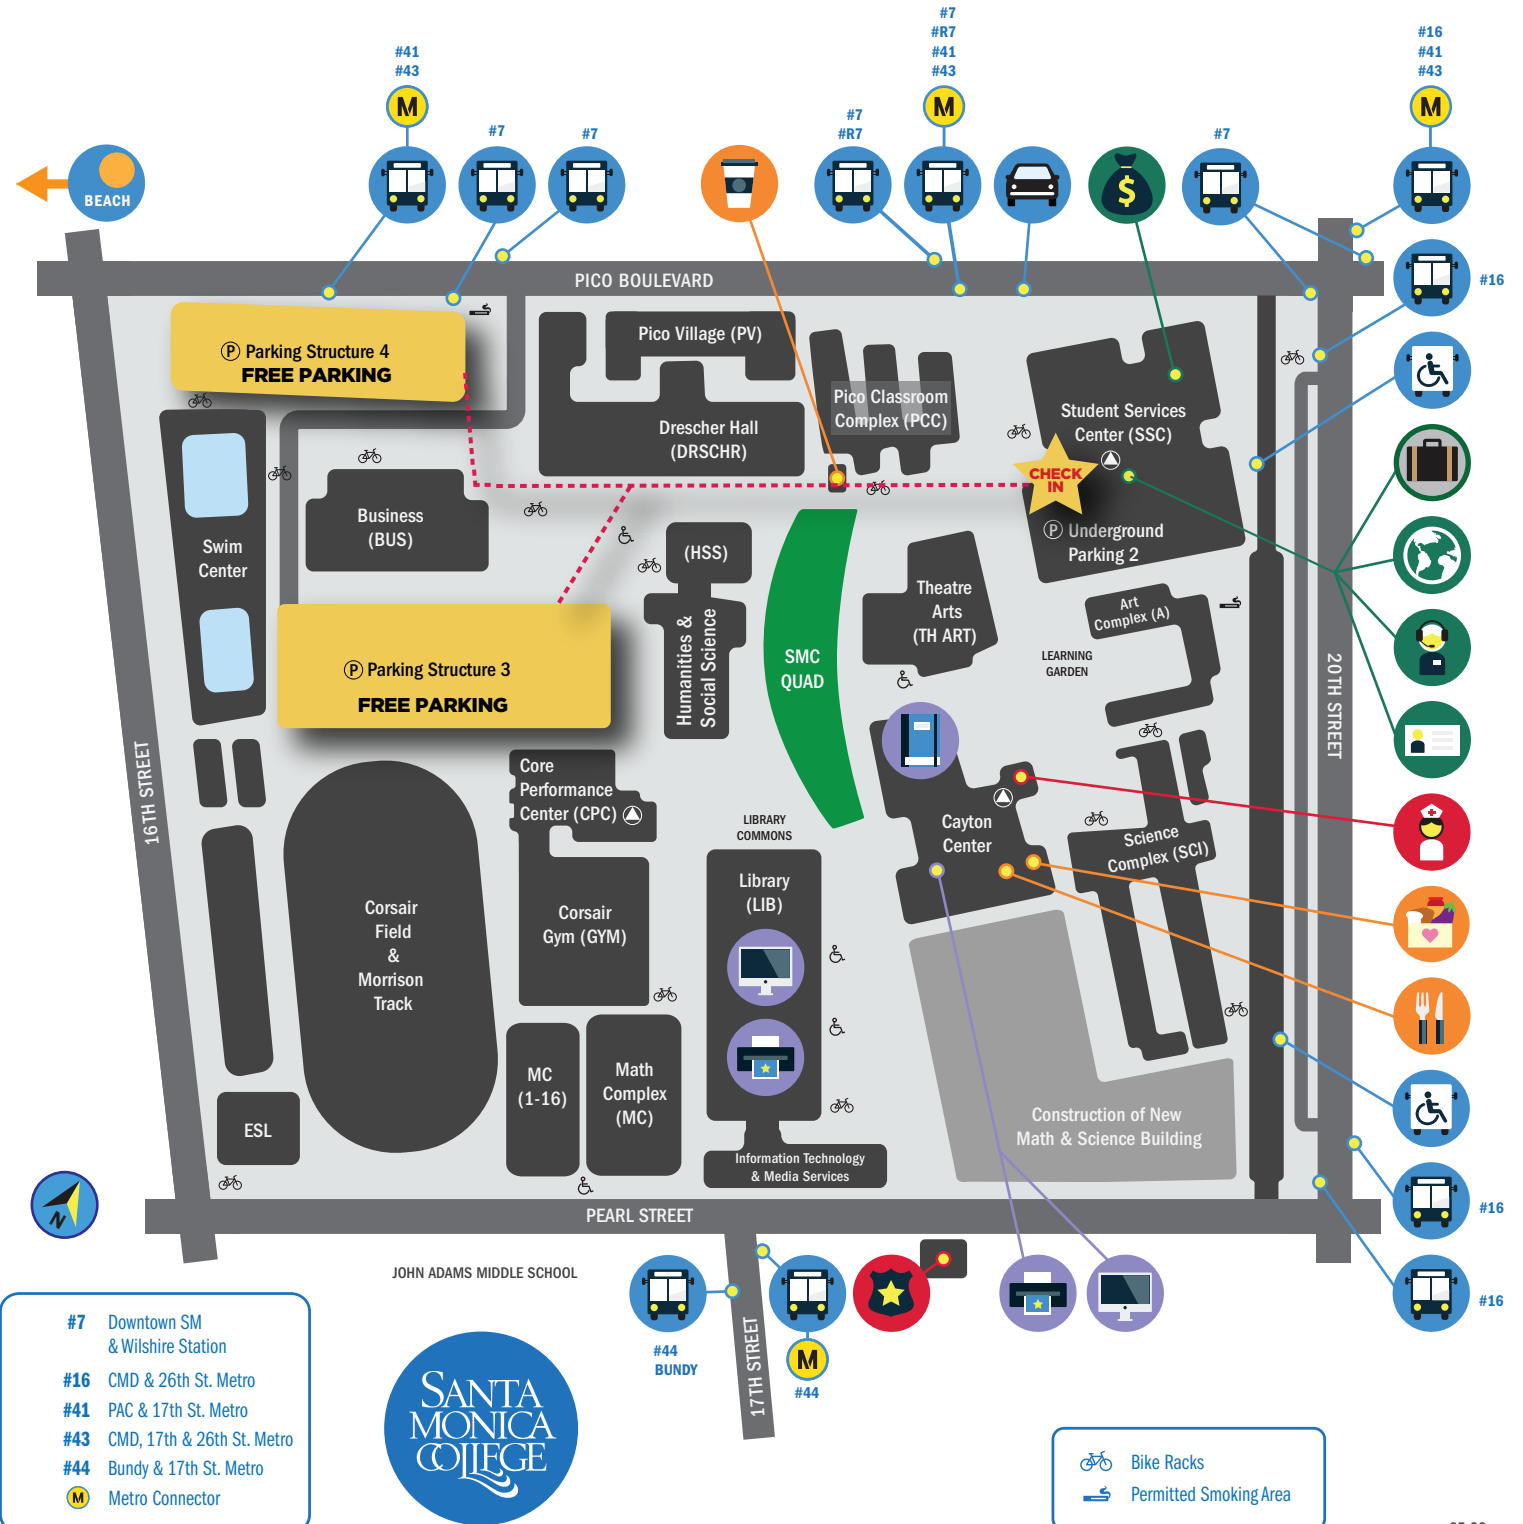 #7
#R7
#41
#43
#16
#41
#43
#41
#43
M
M
M
#7
#7
#7
#R7
#7
BEACH
PICO BOULEVARD
#16
Pico Village (PV)
P Parking Structure 4
FREE PARKING
Pico Classroom
Complex (PCC)
Student Services
Center (SSC)
Drescher Hall
(DRSCHR)
CHECK
IN
Business
(BUS)
P Underground
Parking 2
Swim
Center
(HSS)
Humanities &
Social Science
Theatre
Arts
(TH ART)
Art
Complex (A)
SMC
QUAD
LEARNING
GARDEN
20TH STREET
P Parking Structure 3
FREE PARKING
16TH STREET
Core
Performance
Center (CPC)
LIBRARY
COMMONS
Cayton
Center
Science
Complex (SCI)
Library
(LIB)
Corsair
Field
&
Morrison
Track
Corsair
Gym (GYM)
MC
(1-16)
Math
Complex
(MC)
Construction of New
Math & Science Building
ESL
Information Technology
& Media Services
N
PEARL STREET
#16
JOHN ADAMS MIDDLE SCHOOL
17TH STREET
#16
#44
BUNDY
M
#44
#7 Downtown SM
& Wilshire Station
#16 CMD & 26th St. Metro
#41 PAC & 17th St. Metro
#43 CMD, 17th & 26th St. Metro
#44 Bundy & 17th St. Metro
M Metro Connector
SANTA
MONICA
COLLEGE
Bike Racks
Permitted Smoking Area